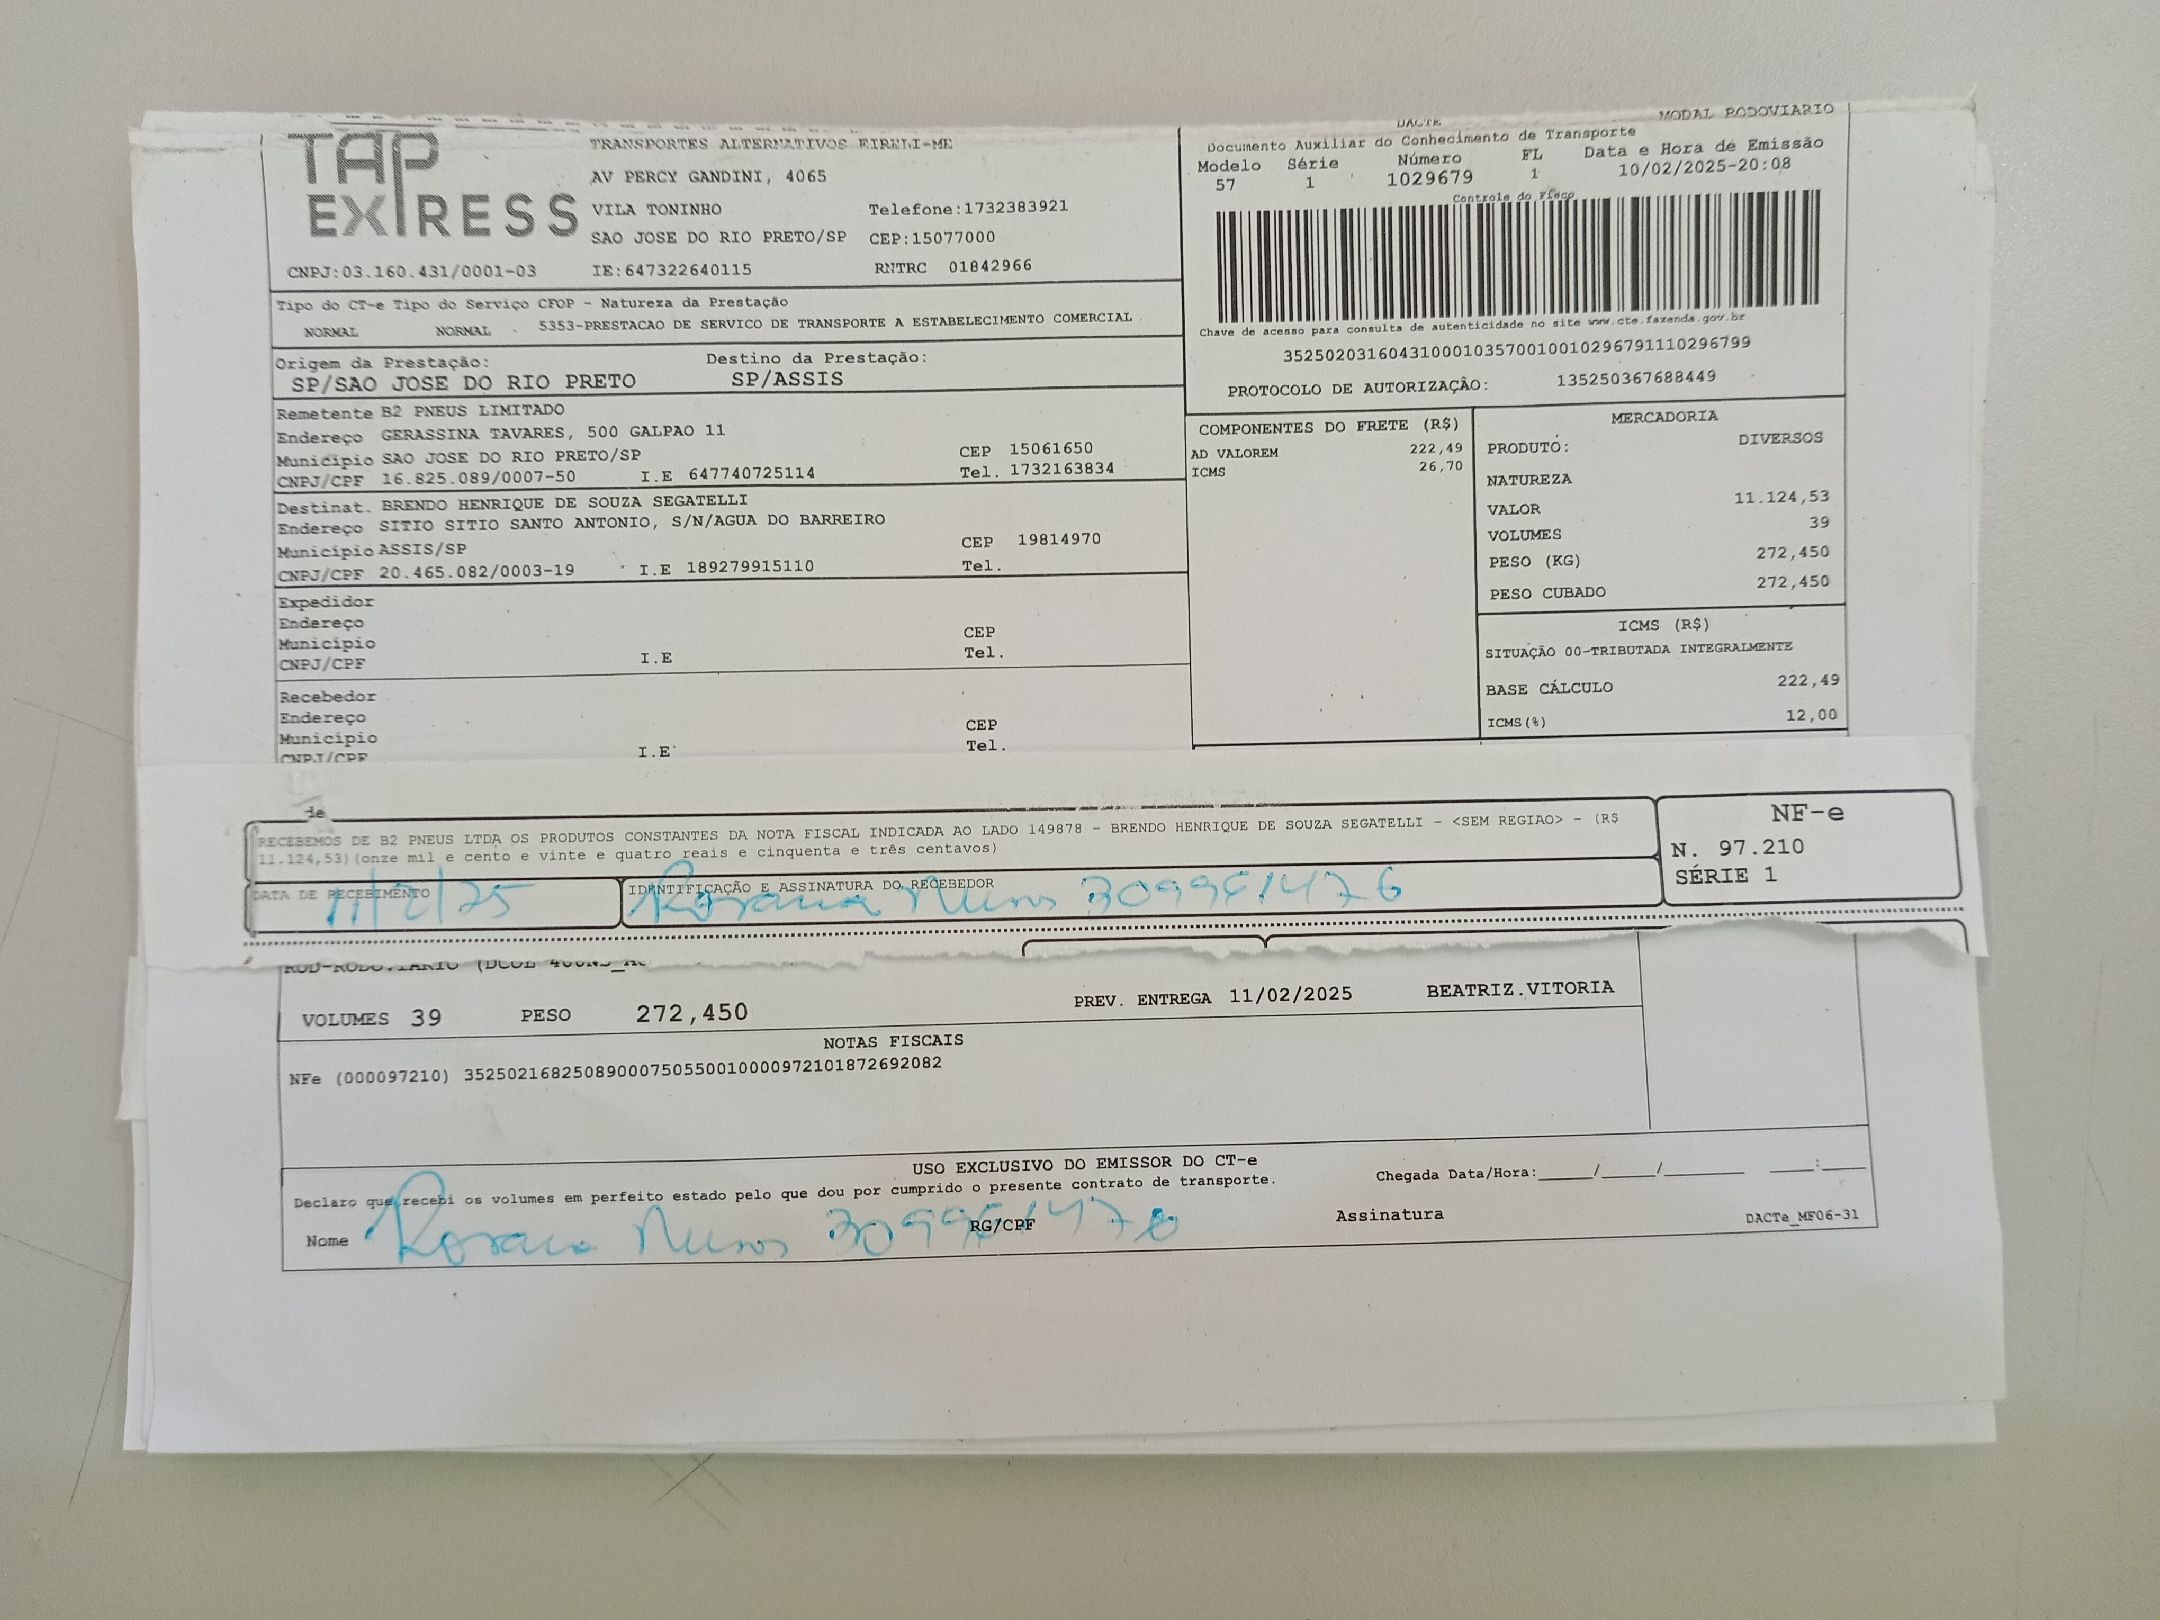 TAP
EXPRESS
TRANSPORTES ALTERNATIVOS EIRELI-ME
AV PERCY GANDINI, 4065
VILA TONINHO Telefone:1732383921
SAO JOSE DO RIO PRETO/SP CEP:15077000
CNPJ:03.160.431/0001-03 IE:647322640115 RNTRC 01842966
DACTE MODAL RODOVIARIO
Documento Auxiliar do Conhecimento de Transporte
Modelo Série Número FL Data e Hora de Emissão
57 1 1029679 1 10/02/2025-20:08
Controle do Fisco
Chave de acesso para consulta de autenticidade no site www.cte.fazenda.gov.br
35250203160431000103570010010296791110296799
PROTOCOLO DE AUTORIZAÇÃO: 135250367688449
Tipo do CT-e Tipo do Serviço CFOP - Natureza da Prestação
NORMAL NORMAL 5353-PRESTACAO DE SERVICO DE TRANSPORTE A ESTABELECIMENTO COMERCIAL
Origem da Prestação: Destino da Prestação:
SP/SAO JOSE DO RIO PRETO SP/ASSIS
Remetente B2 PNEUS LIMITADO
Endereço GERASSINA TAVARES, 500 GALPAO 11
Município SAO JOSE DO RIO PRETO/SP CEP 15061650
CNPJ/CPF 16.825.089/0007-50 I.E 647740725114 Tel. 1732163834
Destinat. BRENDO HENRIQUE DE SOUZA SEGATELLI
Endereço SITIO SITIO SANTO ANTONIO, S/N/AGUA DO BARREIRO
Município ASSIS/SP CEP 19814970
CNPJ/CPF 20.465.082/0003-19 I.E 189279915110 Tel.
Expedidor
Endereço
Município CEP
CNPJ/CPF I.E Tel.
Recebedor
Endereço
Município CEP
CNPJ/CPF I.E Tel.
COMPONENTES DO FRETE (R$)
AD VALOREM 222,49
ICMS 26,70
MERCADORIA
PRODUTO: DIVERSOS
NATUREZA
VALOR 11.124,53
VOLUMES 39
PESO (KG) 272,450
PESO CUBADO 272,450
ICMS (R$)
SITUAÇÃO 00-TRIBUTADA INTEGRALMENTE
BASE CÁLCULO 222,49
ICMS(%) 12,00
de
RECEBEMOS DE B2 PNEUS LTDA OS PRODUTOS CONSTANTES DA NOTA FISCAL INDICADA AO LADO 149878 - BRENDO HENRIQUE DE SOUZA SEGATELLI - <SEM REGIAO> - (R$
11.124,53)(onze mil e cento e vinte e quatro reais e cinquenta e três centavos)
DATA DE RECEBIMENTO 11/2/25
IDENTIFICAÇÃO E ASSINATURA DO RECEBEDOR
Rosana Nunes
NF-e
N. 97.210
SÉRIE 1
ROD-RODOVIARIO
VOLUMES 39 PESO 272,450 PREV. ENTREGA 11/02/2025 BEATRIZ.VITORIA
NOTAS FISCAIS
NFe (000097210) 35250216825089000750550010000972101872692082
USO EXCLUSIVO DO EMISSOR DO CT-e
Declaro que recebi os volumes em perfeito estado pelo que dou por cumprido o presente contrato de transporte. Chegada Data/Hora:____/____/______ ___:___
Nome Rosana Nunes RG/CPF Assinatura DACTe_MF06-31